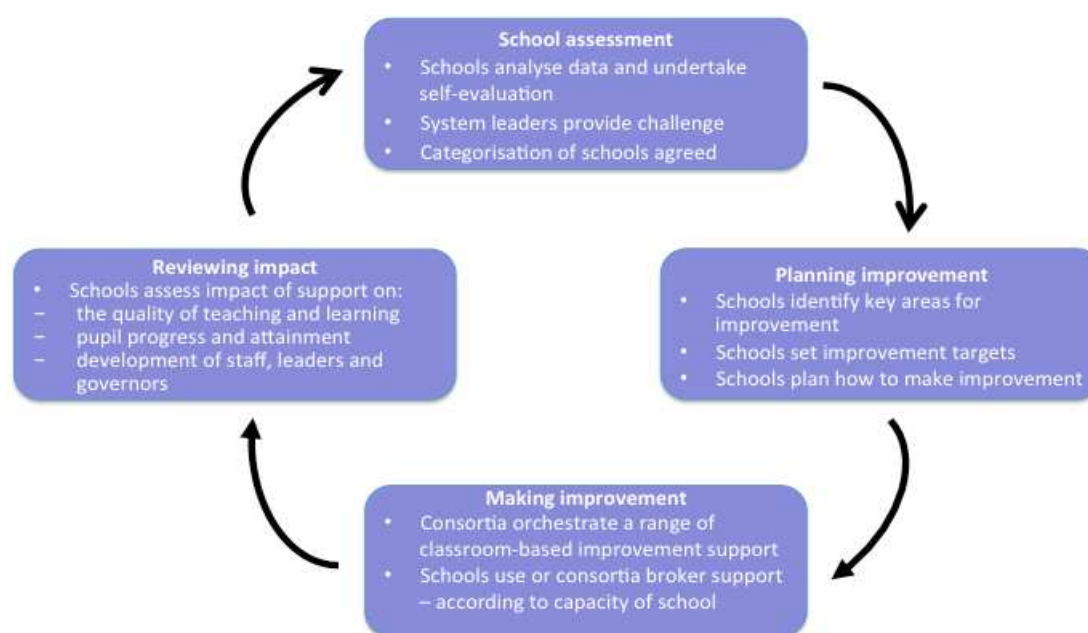 School assessment
• Schools analyse data and undertake
self-evaluation
• System leaders provide challenge
• Categorisation of schools agreed
Planning improvement
• Schools identify key areas for
improvement
• Schools set improvement targets
• Schools plan how to make improvement
Making improvement
• Consortia orchestrate a range of
classroom-based improvement support
• Schools use or consortia broker support
– according to capacity of school
Reviewing impact
• Schools assess impact of support on:
– the quality of teaching and learning
– pupil progress and attainment
– development of staff, leaders and
governors